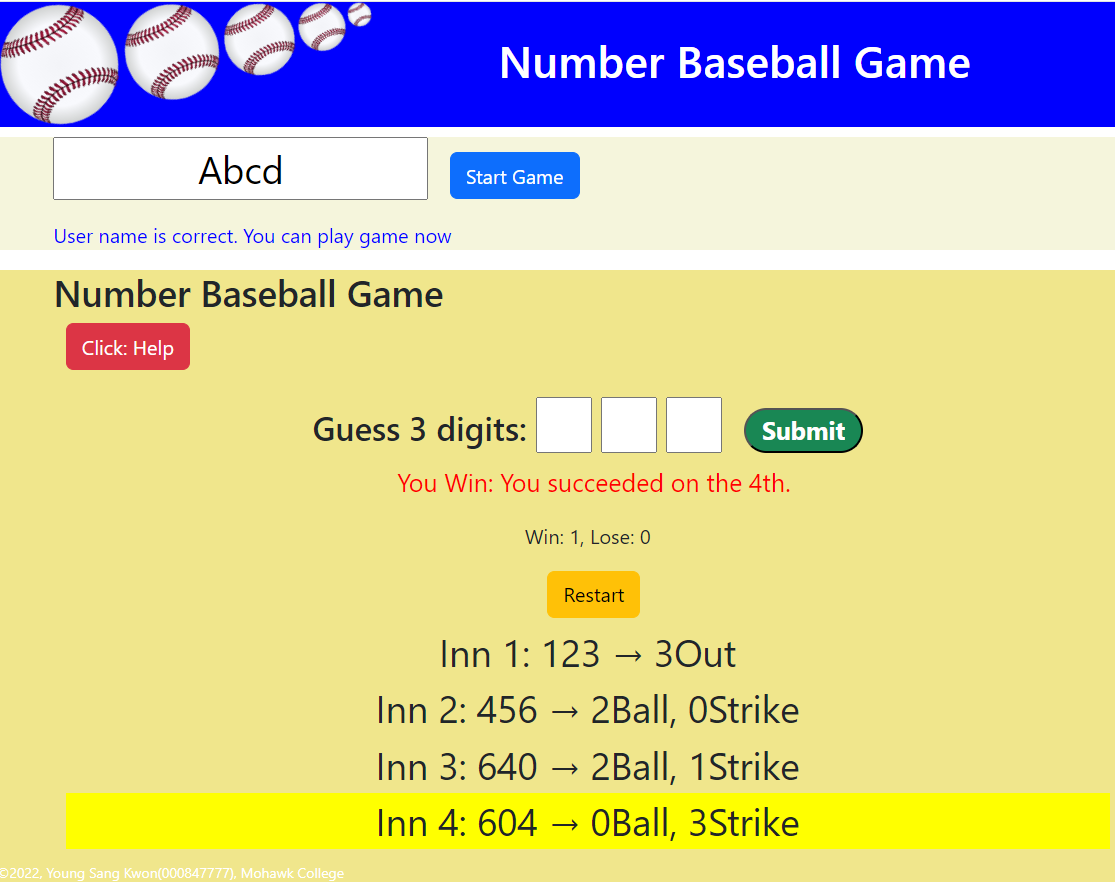 Number Baseball Game
Abcd
Start Game
User name is correct. You can play game now
Number Baseball Game
Click: Help
Guess 3 digits:
Submit
You Win: You succeeded on the 4th.
Win: 1, Lose: 0
Restart
Inn 1: 123 → 3Out
Inn 2: 456 → 2Ball, 0Strike
Inn 3: 640 → 2Ball, 1Strike
Inn 4: 604 → 0Ball, 3Strike
©2022, Young Sang Kwon(000847777), Mohawk College